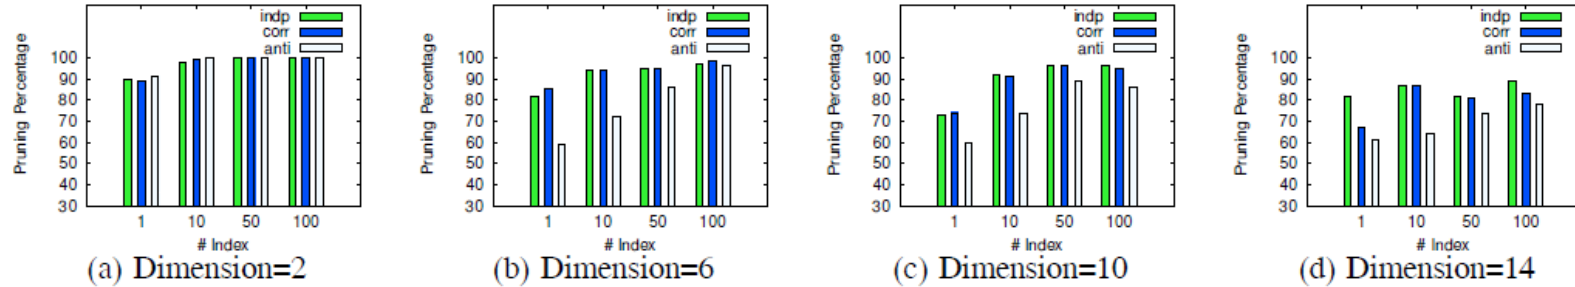 indp
corr
anti
Pruning Percentage
100
90
80
70
60
50
40
30
1 10 50 100
# Index
(a) Dimension=2
indp
corr
anti
Pruning Percentage
100
90
80
70
60
50
40
30
1 10 50 100
# Index
(b) Dimension=6
indp
corr
anti
Pruning Percentage
100
90
80
70
60
50
40
30
1 10 50 100
# Index
(c) Dimension=10
indp
corr
anti
Pruning Percentage
100
90
80
70
60
50
40
30
1 10 50 100
# Index
(d) Dimension=14